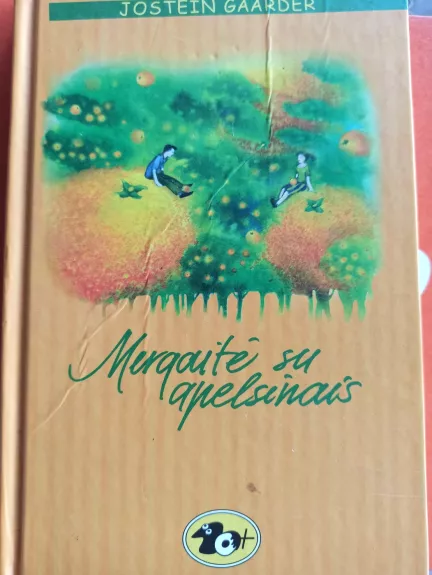 JOSTEIN GAARDER
Mergaitė su
apelsinais